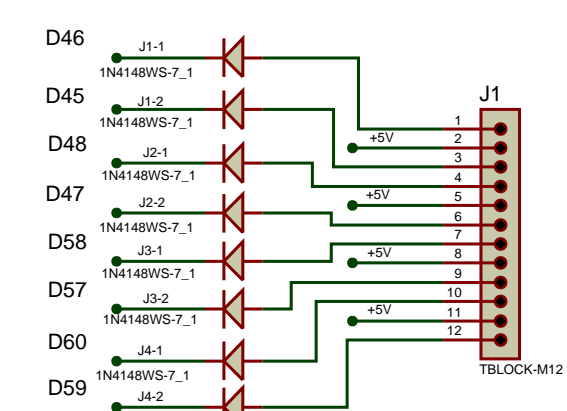 D46
J1-1
1N4148WS-7_1
D45
J1-2
1N4148WS-7_1
D48
J2-1
1N4148WS-7_1
D47
J2-2
1N4148WS-7_1
D58
J3-1
1N4148WS-7_1
D57
J3-2
1N4148WS-7_1
D60
J4-1
1N4148WS-7_1
D59
J4-2
J1
1
+5V
2
3
4
+5V
5
6
7
+5V
8
9
10
+5V
11
12
TBLOCK-M12